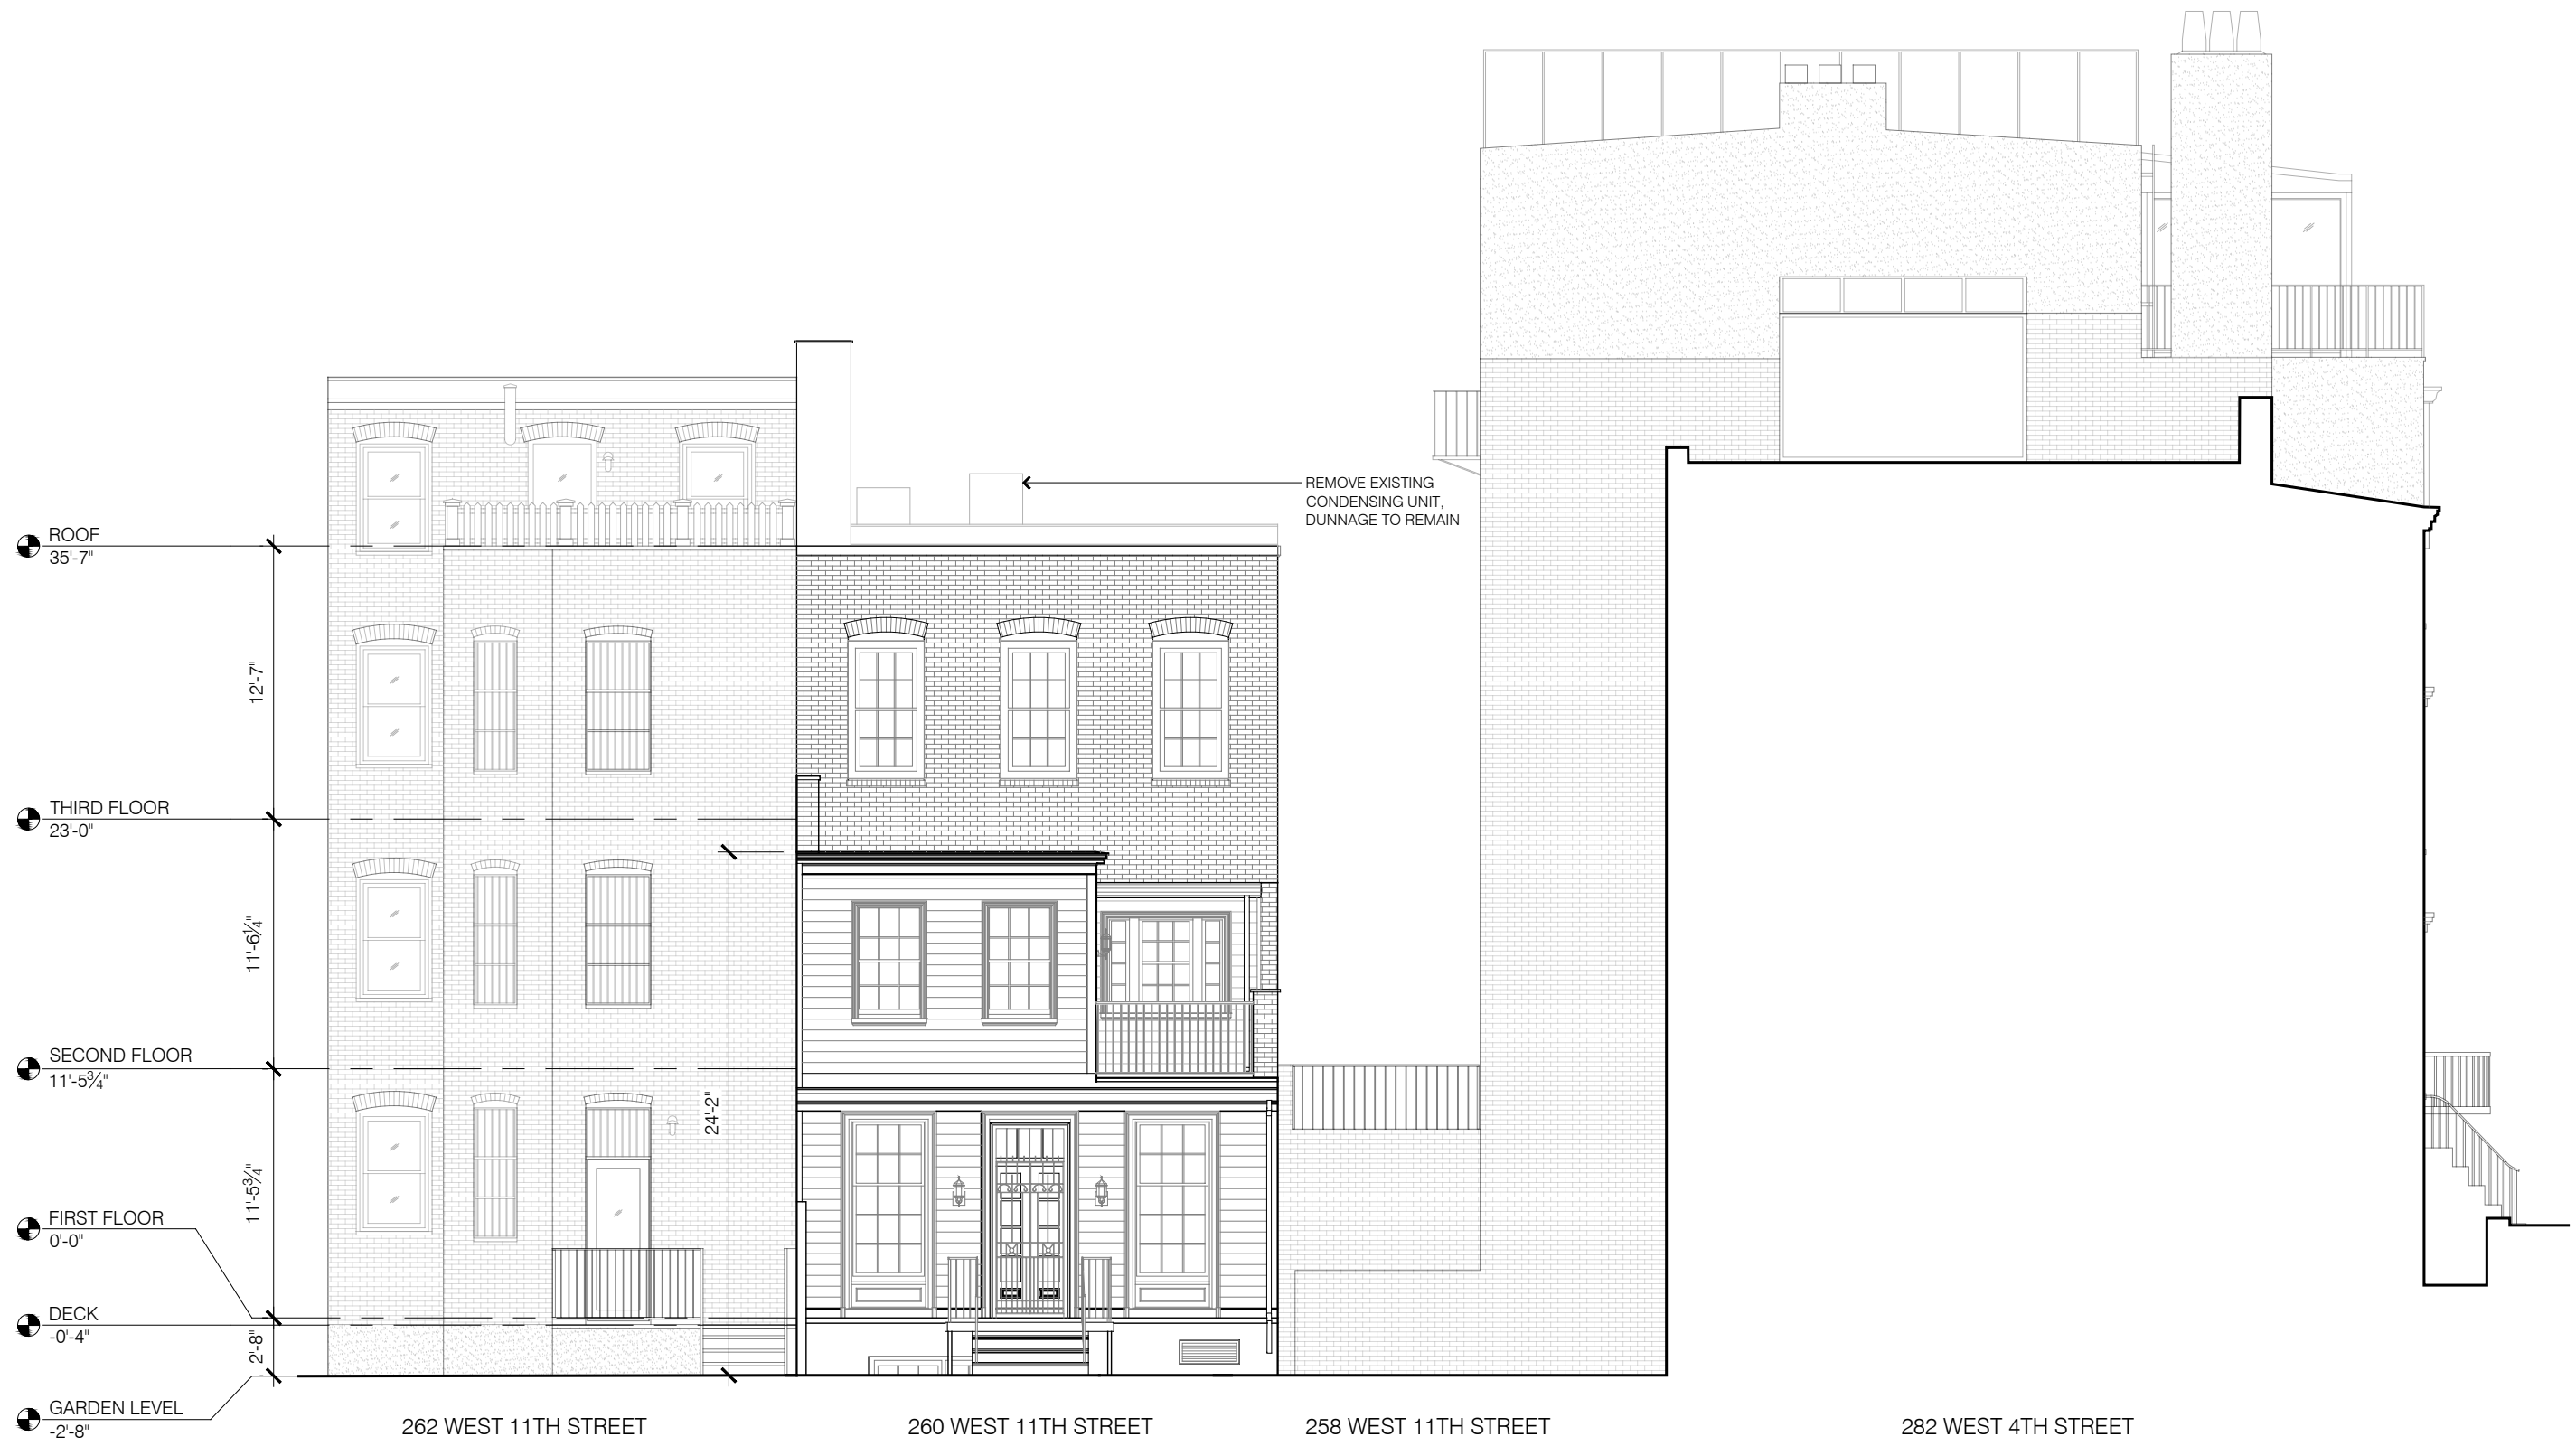 REMOVE EXISTING
CONDENSING UNIT,
DUNNAGE TO REMAIN
ROOF
35'-7"
12'-7"
THIRD FLOOR
23'-0"
11'-6¼"
SECOND FLOOR
11'-5¾"
24'-2"
11'-5¾"
FIRST FLOOR
0'-0"
DECK
-0'-4"
2'-8"
GARDEN LEVEL
-2'-8"
262 WEST 11TH STREET
260 WEST 11TH STREET
258 WEST 11TH STREET
282 WEST 4TH STREET